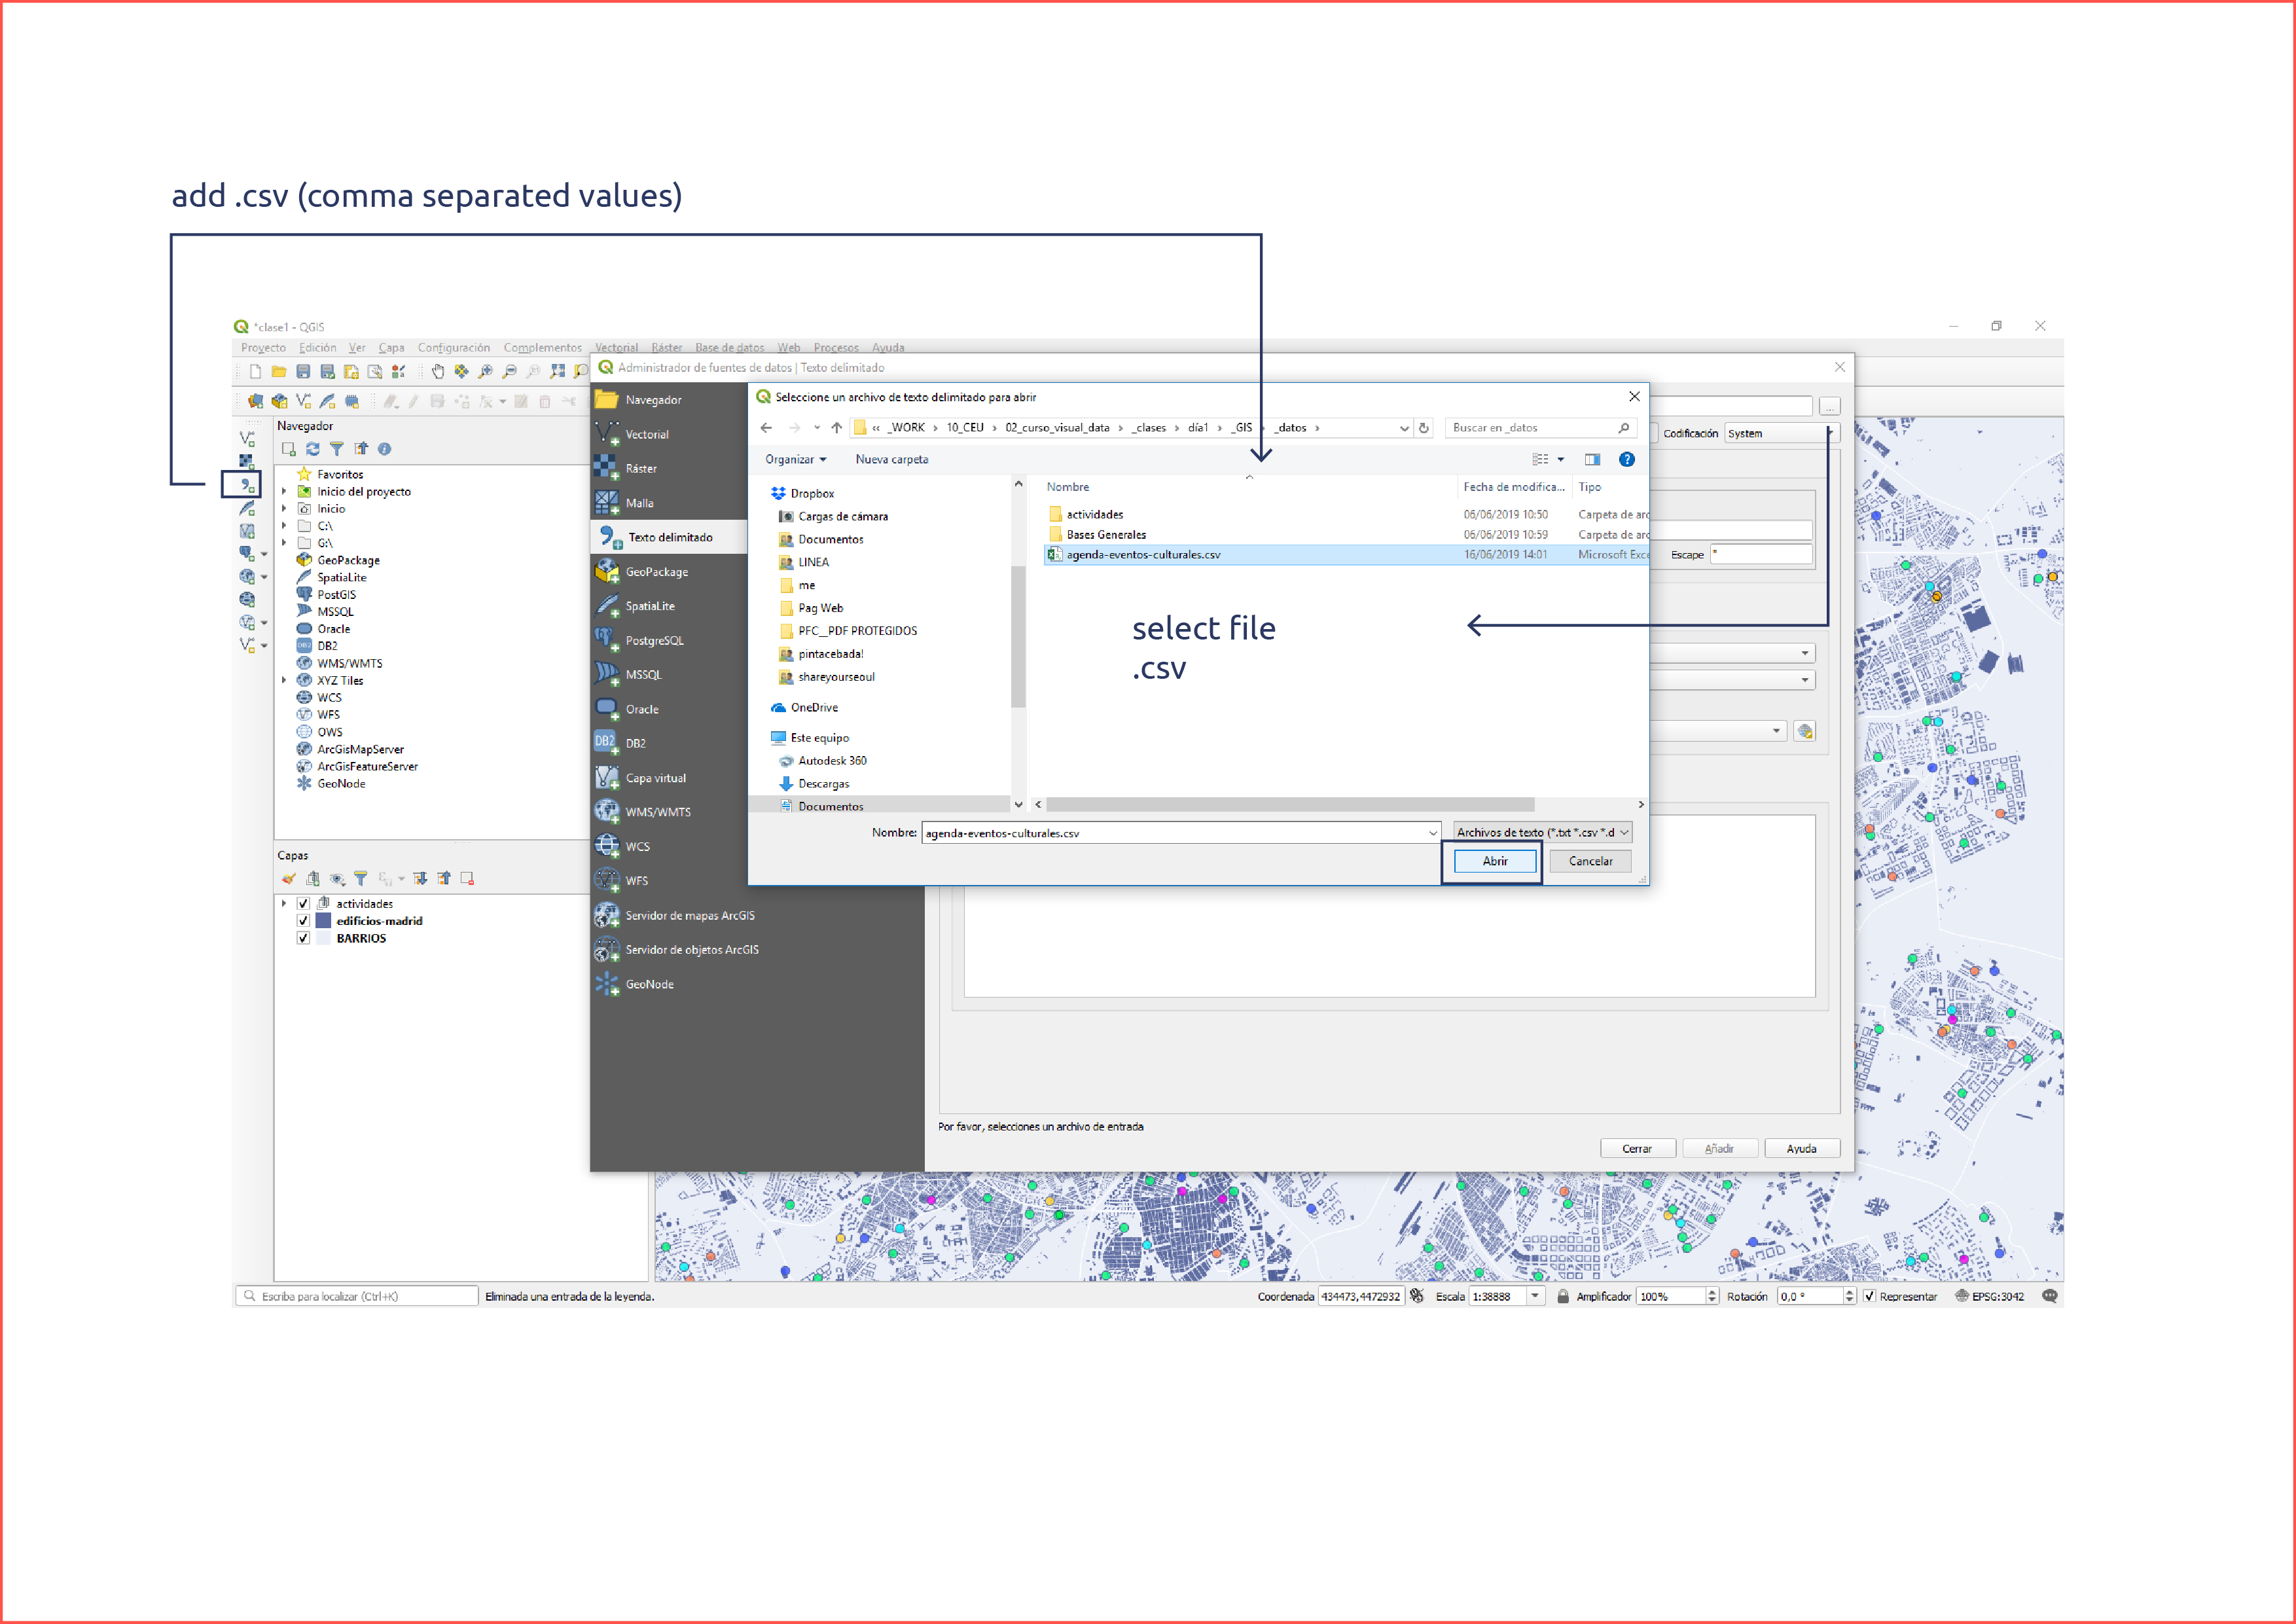 add .csv (comma separated values)
*clase1 - QGIS
Proyecto Edición Ver Capa Configuración Complementos Vectorial Ráster Base de datos Web Procesos Ayuda
Administrador de fuentes de datos | Texto delimitado
Navegador
Favoritos
Inicio del proyecto
Inicio
C:\
G:\
GeoPackage
SpatiaLite
PostGIS
MSSQL
Oracle
DB2
WMS/WMTS
XYZ Tiles
WCS
WFS
OWS
ArcGisMapServer
ArcGisFeatureServer
GeoNode
Capas
actividades
edificios-madrid
BARRIOS
Navegador
Vectorial
Ráster
Malla
Texto delimitado
GeoPackage
SpatiaLite
PostgreSQL
MSSQL
Oracle
DB2 DB2
Capa virtual
WMS/WMTS
WCS
WFS
Servidor de mapas ArcGIS
Servidor de objetos ArcGIS
GeoNode
Seleccione un archivo de texto delimitado para abrir
« _WORK › 10_CEU › 02_curso_visual_data › _clases › día1 › _GIS › _datos ›
Buscar en _datos
Organizar Nueva carpeta
Dropbox
Cargas de cámara
Documentos
LINEA
me
Pag Web
PFC__PDF PROTEGIDOS
pintacebada!
shareyourseoul
OneDrive
Este equipo
Autodesk 360
Descargas
Documentos
Nombre Fecha de modifica... Tipo
actividades 06/06/2019 10:50 Carpeta de arc
Bases Generales 06/06/2019 10:59 Carpeta de arc
agenda-eventos-culturales.csv 16/06/2019 14:01 Microsoft Exce
select file
.csv
Nombre: agenda-eventos-culturales.csv Archivos de texto (*.txt *.csv *.d
Abrir Cancelar
...
Codificación System
Escape "
Por favor, selecciones un archivo de entrada
Cerrar Añadir Ayuda
Escriba para localizar (Ctrl+K) Eliminada una entrada de la leyenda. Coordenada 434473,4472932 Escala 1:38888 Amplificador 100% Rotación 0,0 ° Representar EPSG:3042